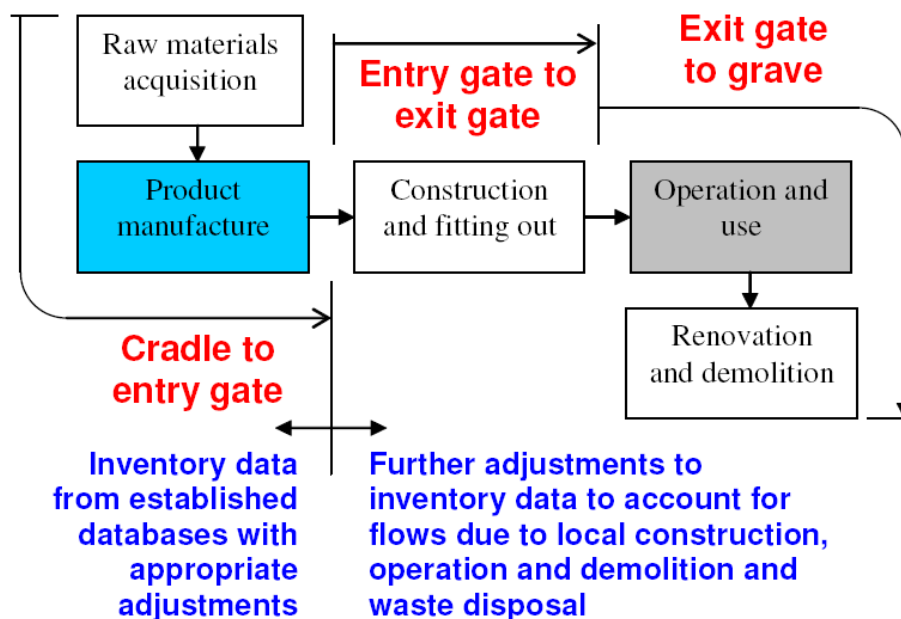 Raw materials
acquisition
Entry gate to
exit gate
Exit gate
to grave
Product
manufacture
Construction
and fitting out
Operation and
use
Renovation
and demolition
Cradle to
entry gate
Inventory data
from established
databases with
appropriate
adjustments
Further adjustments to
inventory data to account for
flows due to local construction,
operation and demolition and
waste disposal